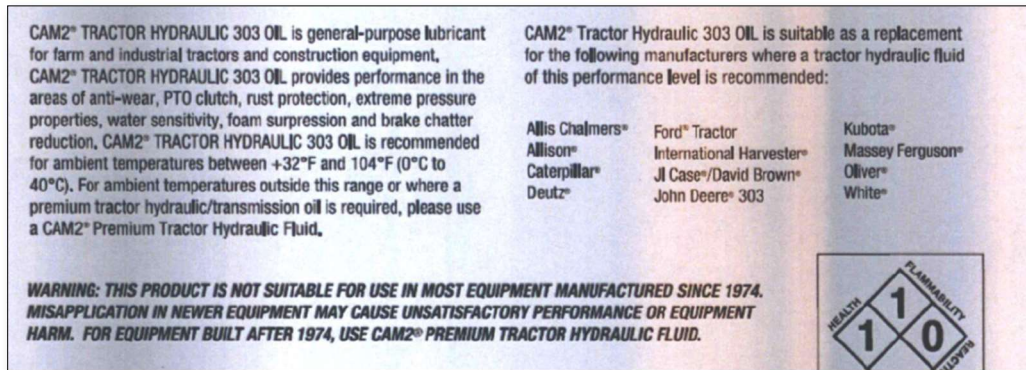 CAM2® TRACTOR HYDRAULIC 303 OIL is general-purpose lubricant
for farm and industrial tractors and construction equipment.
CAM2® TRACTOR HYDRAULIC 303 OIL provides performance in the
areas of anti-wear, PTO clutch, rust protection, extreme pressure
properties, water sensitivity, foam surpression and brake chatter
reduction. CAM2® TRACTOR HYDRAULIC 303 OIL is recommended
for ambient temperatures between +32°F and 104°F (0°C to
40°C). For ambient temperatures outside this range or where a
premium tractor hydraulic/transmission oil is required, please use
a CAM2® Premium Tractor Hydraulic Fluid.
CAM2® Tractor Hydraulic 303 OIL is suitable as a replacement
for the following manufacturers where a tractor hydraulic fluid
of this performance level is recommended:
Allis Chalmers®
Allison®
Caterpillar®
Deutz®
Ford® Tractor
International Harvester®
JI Case®/David Brown®
John Deere® 303
Kubota®
Massey Ferguson®
Oliver®
White®
WARNING: THIS PRODUCT IS NOT SUITABLE FOR USE IN MOST EQUIPMENT MANUFACTURED SINCE 1974.
MISAPPLICATION IN NEWER EQUIPMENT MAY CAUSE UNSATISFACTORY PERFORMANCE OR EQUIPMENT
HARM. FOR EQUIPMENT BUILT AFTER 1974, USE CAM2® PREMIUM TRACTOR HYDRAULIC FLUID.
HEALTH
FLAMMABILITY
1
1
0